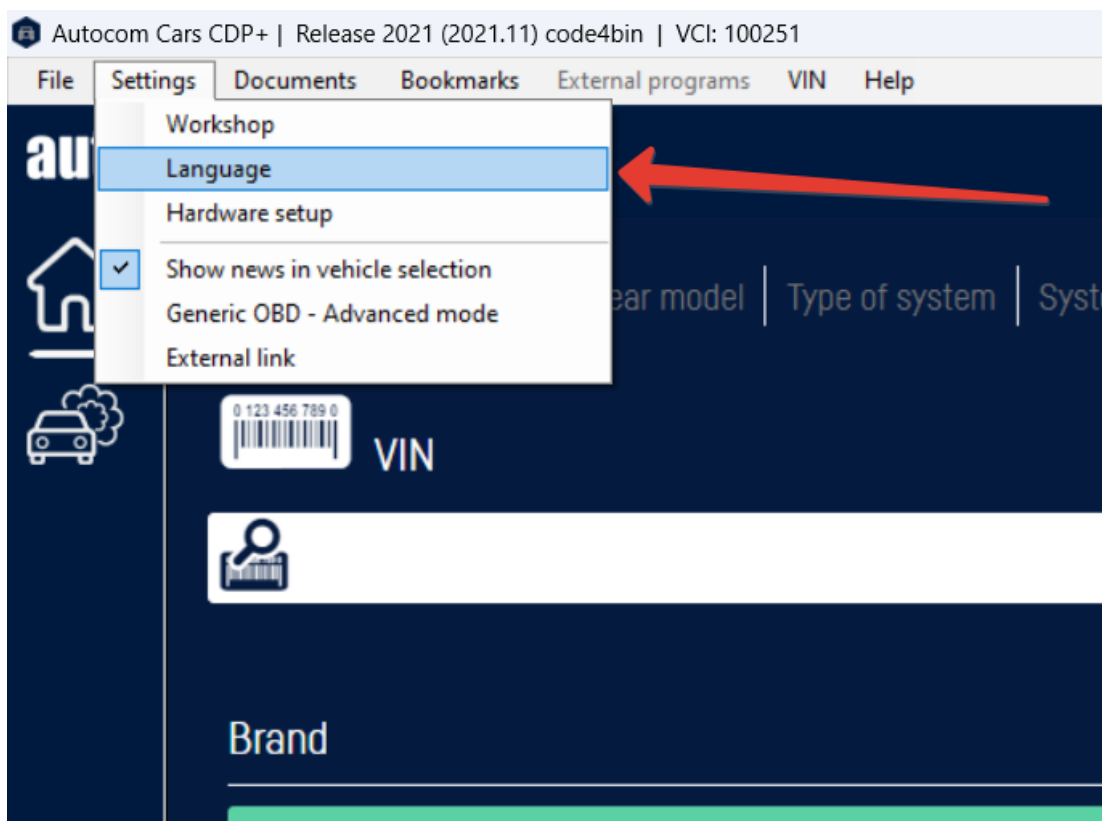 Autocom Cars CDP+ | Release 2021 (2021.11) code4bin | VCI: 100251
File Settings Documents Bookmarks External programs VIN Help
Workshop
Language
Hardware setup
Show news in vehicle selection
Generic OBD - Advanced mode
External link
model Type of system
0 123 456 789 0
VIN
Brand